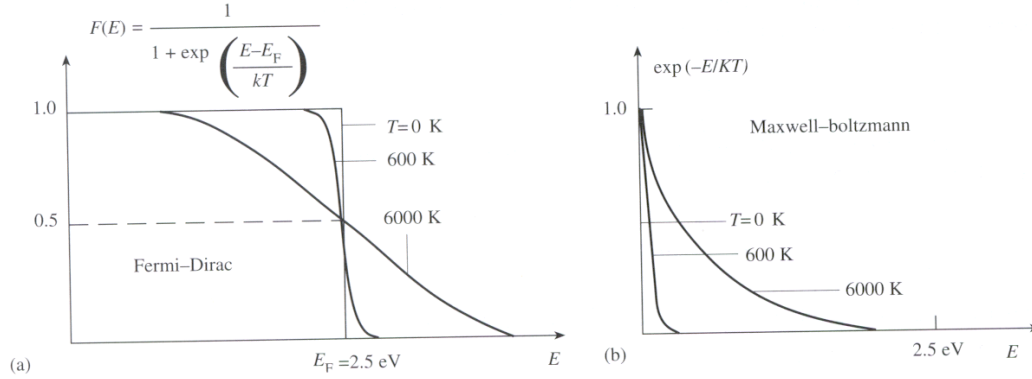 F(E) = 1 / 1 + exp (E–E_F / kT)
1.0
T=0 K
600 K
0.5
6000 K
Fermi–Dirac
(a)
E_F =2.5 eV
E
exp (–E/KT)
1.0
Maxwell–boltzmann
T=0 K
600 K
6000 K
(b)
2.5 eV
E